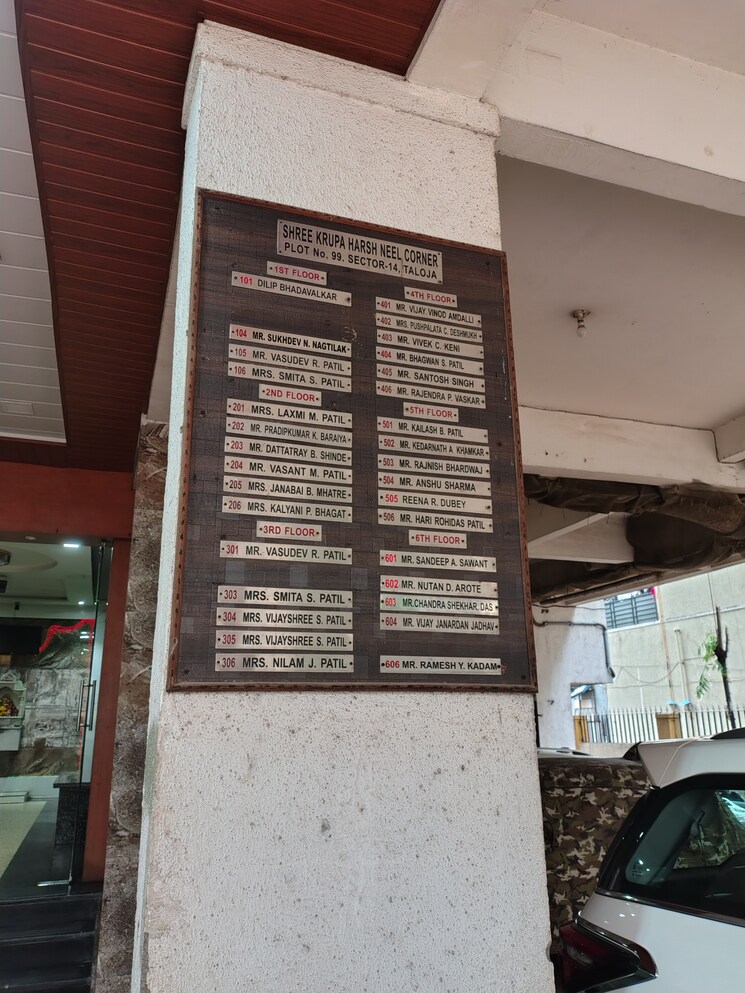 SHREE KRUPA HARSH NEEL CORNER
PLOT No. 99. SECTOR-14, TALOJA
1ST FLOOR
101 DILIP BHADAVALKAR
104 MR. SUKHDEV N. NAGTILAK
105 MR. VASUDEV R. PATIL
106 MRS. SMITA S. PATIL
2ND FLOOR
201 MRS. LAXMI M. PATIL
202 MR. PRADIPKUMAR K. BARAIYA
203 MR. DATTATRAY B. SHINDE
204 MR. VASANT M. PATIL
205 MRS. JANABAI B. MHATRE
206 MRS. KALYANI P. BHAGAT
3RD FLOOR
301 MR. VASUDEV R. PATIL
303 MRS. SMITA S. PATIL
304 MRS. VIJAYSHREE S. PATIL
305 MRS. VIJAYSHREE S. PATIL
306 MRS. NILAM J. PATIL
4TH FLOOR
401 MR. VIJAY VINOD AMDALLI
402 MRS. PUSHPALATA C. DESHMUKH
403 MR. VIVEK C. KENI
404 MR. BHAGWAN S. PATIL
405 MR. SANTOSH SINGH
406 MR. RAJENDRA P. VASKAR
5TH FLOOR
501 MR. KAILASH B. PATIL
502 MR. KEDARNATH A. KHAMKAR
503 MR. RAJNISH BHARDWAJ
504 MR. ANSHU SHARMA
505 REENA R. DUBEY
506 MR. HARI ROHIDAS PATIL
6TH FLOOR
601 MR. SANDEEP A. SAWANT
602 MR. NUTAN D. AROTE
603 MR.CHANDRA SHEKHAR. DAS
604 MR. VIJAY JANARDAN JADHAV
606 MR. RAMESH Y. KADAM